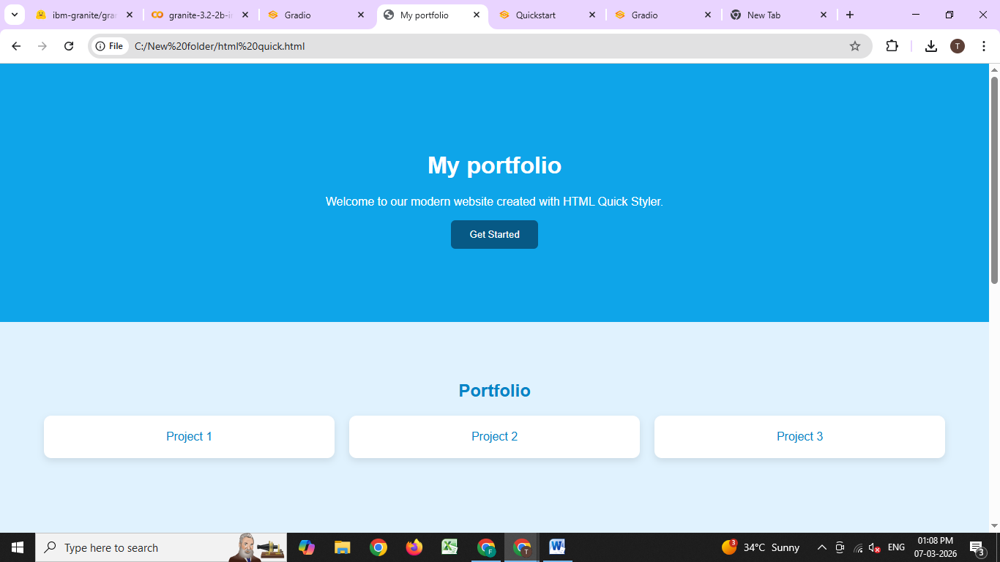 ibm-granite/gra
granite-3.2-2b-i
Gradio
My portfolio
Quickstart
Gradio
New Tab
File
C:/New%20folder/html%20quick.html
T
My portfolio
Welcome to our modern website created with HTML Quick Styler.
Get Started
Portfolio
Project 1
Project 2
Project 3
Type here to search
34°C Sunny
ENG
01:08 PM
07-03-2026
3